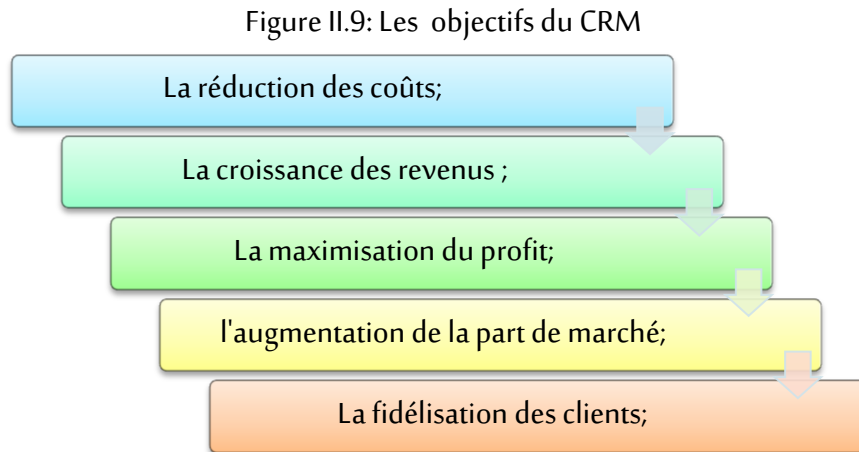 Figure II.9: Les objectifs du CRM
La réduction des coûts;
La croissance des revenus ;
La maximisation du profit;
l'augmentation de la part de marché;
La fidélisation des clients;